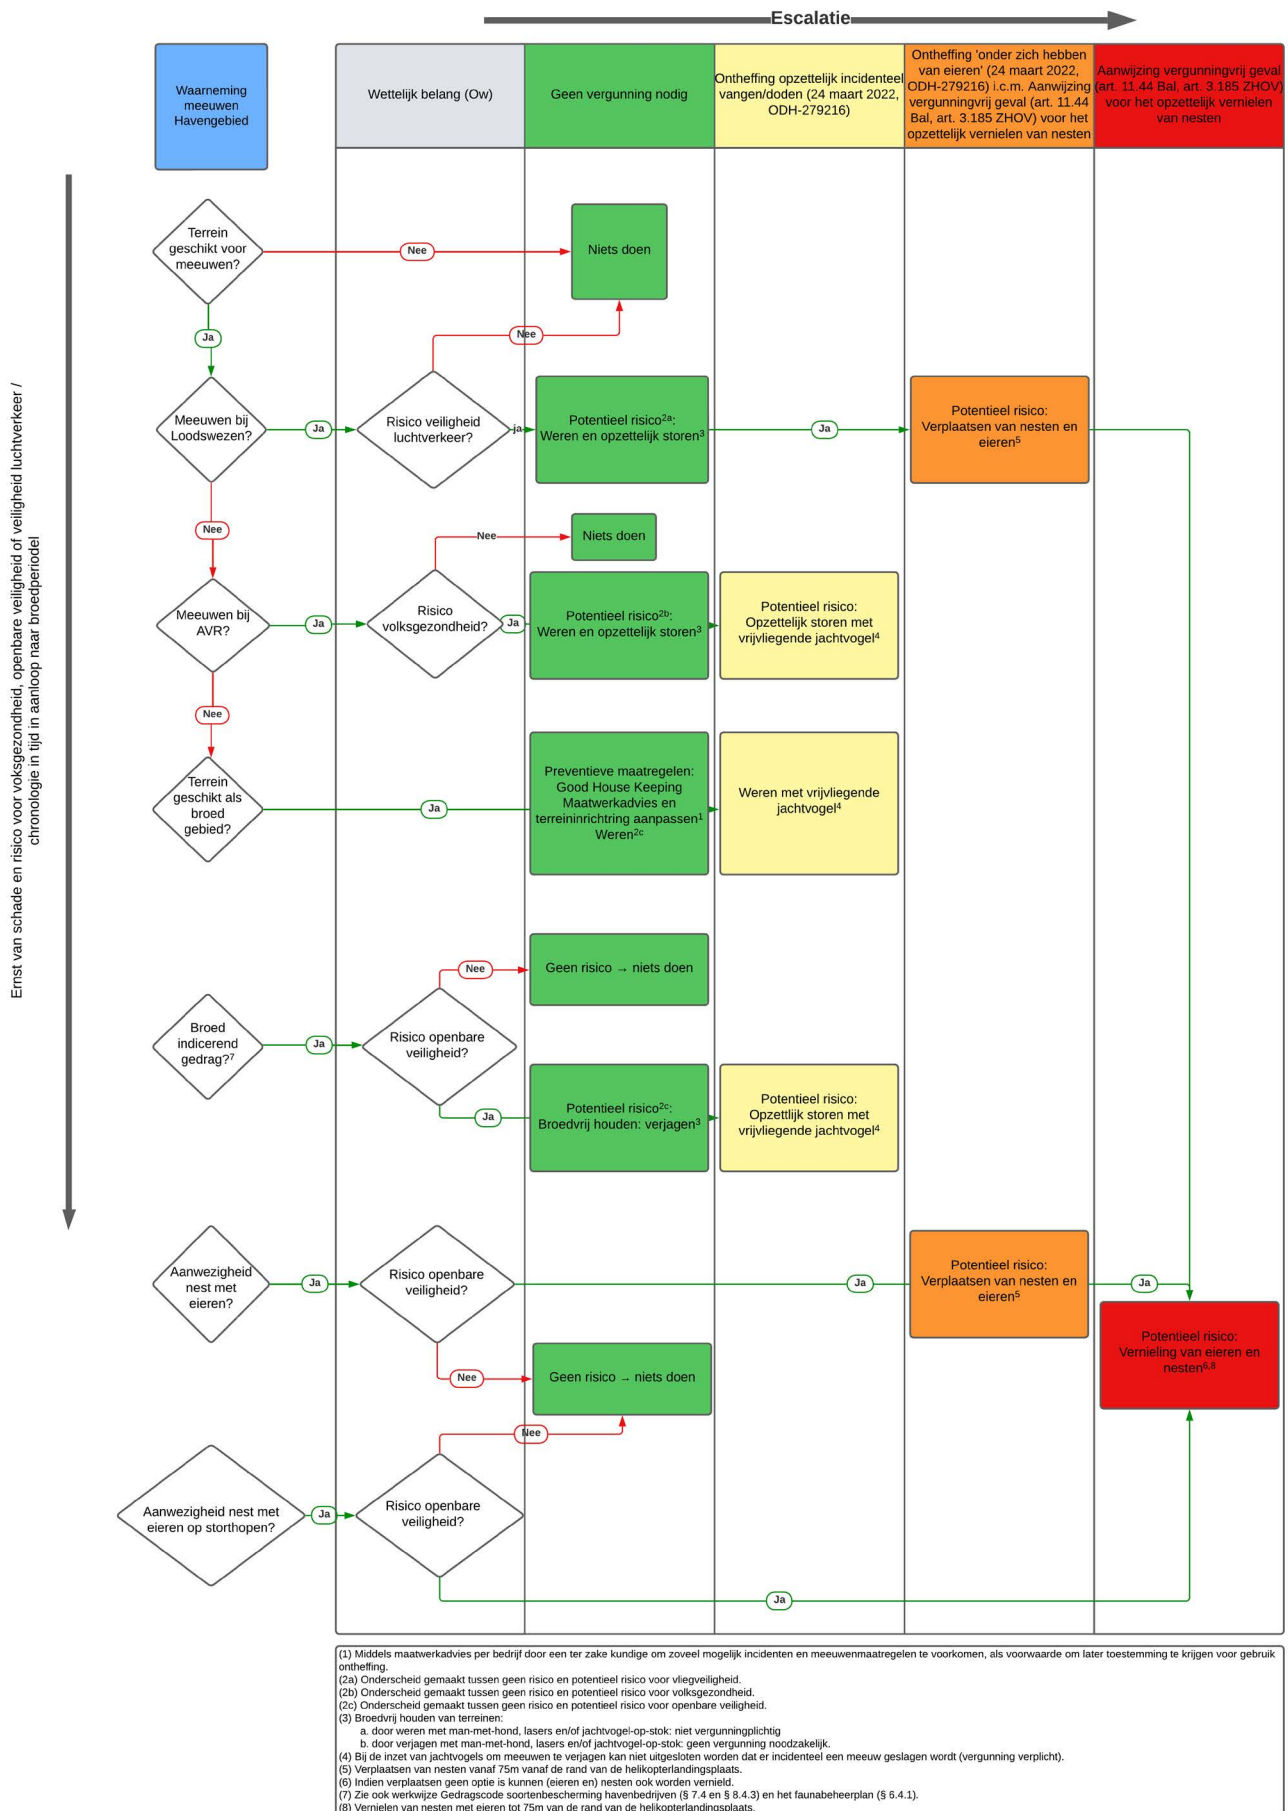 Escalatie
Waarneming
meeuwen
Havengebied
Wettelijk belang (Ow)
Geen vergunning nodig
Ontheffing opzettelijk incidenteel
vangen/doden (24 maart 2022,
ODH-279216)
Ontheffing 'onder zich hebben
van eieren' (24 maart 2022,
ODH-279216) i.c.m. Aanwijzing
vergunningvrij geval (art. 11.44
Bal, art. 3.185 ZHOV) voor het
opzettelijk vernielen van nesten
Aanwijzing vergunningvrij geval
(art. 11.44 Bal, art. 3.185 ZHOV)
voor het opzettelijk vernielen
van nesten
Ernst van schade en risico voor voksgezondheid, openbare veiligheid of veiligheid luchtverkeer /
chronologie in tijd in aanloop naar broedperiodel
Terrein
geschikt voor
meeuwen?
Nee
Niets doen
Ja
Nee
Meeuwen bij
Loodswezen?
Ja
Risico veiligheid
luchtverkeer?
ja
Potentieel risico2a:
Weren en opzettelijk storen3
Ja
Potentieel risico:
Verplaatsen van nesten en
eieren5
Nee
Nee
Niets doen
Meeuwen bij
AVR?
Ja
Risico
volksgezondheid?
Ja
Potentieel risico2b:
Weren en opzettelijk storen3
Potentieel risico:
Opzettelijk storen met
vrijvliegende jachtvogel4
Nee
Terrein
geschikt als
broed
gebied?
Ja
Preventieve maatregelen:
Good House Keeping
Maatwerkadvies en
terreininrichtring aanpassen1
Weren2c
Weren met vrijvliegende
jachtvogel4
Nee
Geen risico → niets doen
Broed
indicerend
gedrag?7
Ja
Risico openbare
veiligheid?
Ja
Potentieel risico2c:
Broedvrij houden: verjagen3
Potentieel risico:
Opzettlijk storen met
vrijvliegende jachtvogel4
Aanwezigheid
nest met
eieren?
Ja
Risico openbare
veiligheid?
Ja
Potentieel risico:
Verplaatsen van nesten en
eieren5
Ja
Potentieel risico:
Vernieling van eieren en
nesten6,8
Nee
Geen risico → niets doen
Nee
Aanwezigheid nest met
eieren op storthopen?
Ja
Risico openbare
veiligheid?
Ja
(1) Middels maatwerkadvies per bedrijf door een ter zake kundige om zoveel mogelijk incidenten en meeuwenmaatregelen te voorkomen, als voorwaarde om later toestemming te krijgen voor gebruik
ontheffing.
(2a) Onderscheid gemaakt tussen geen risico en potentieel risico voor vliegveiligheid.
(2b) Onderscheid gemaakt tussen geen risico en potentieel risico voor volksgezondheid.
(2c) Onderscheid gemaakt tussen geen risico en potentieel risico voor openbare veiligheid.
(3) Broedvrij houden van terreinen:
a. door weren met man-met-hond, lasers en/of jachtvogel-op-stok: niet vergunningplichtig
b. door verjagen met man-met-hond, lasers en/of jachtvogel-op-stok: geen vergunning noodzakelijk.
(4) Bij de inzet van jachtvogels om meeuwen te verjagen kan niet uitgesloten worden dat er incidenteel een meeuw geslagen wordt (vergunning verplicht).
(5) Verplaatsen van nesten vanaf 75m vanaf de rand van de helikopterlandingsplaats.
(6) Indien verplaatsen geen optie is kunnen (eieren en) nesten ook worden vernield.
(7) Zie ook werkwijze Gedragscode soortenbescherming havenbedrijven (§ 7.4 en § 8.4.3) en het faunabeheerplan (§ 6.4.1).
(8) Vernielen van nesten met eieren tot 75m van de rand van de helikopterlandingsplaats.